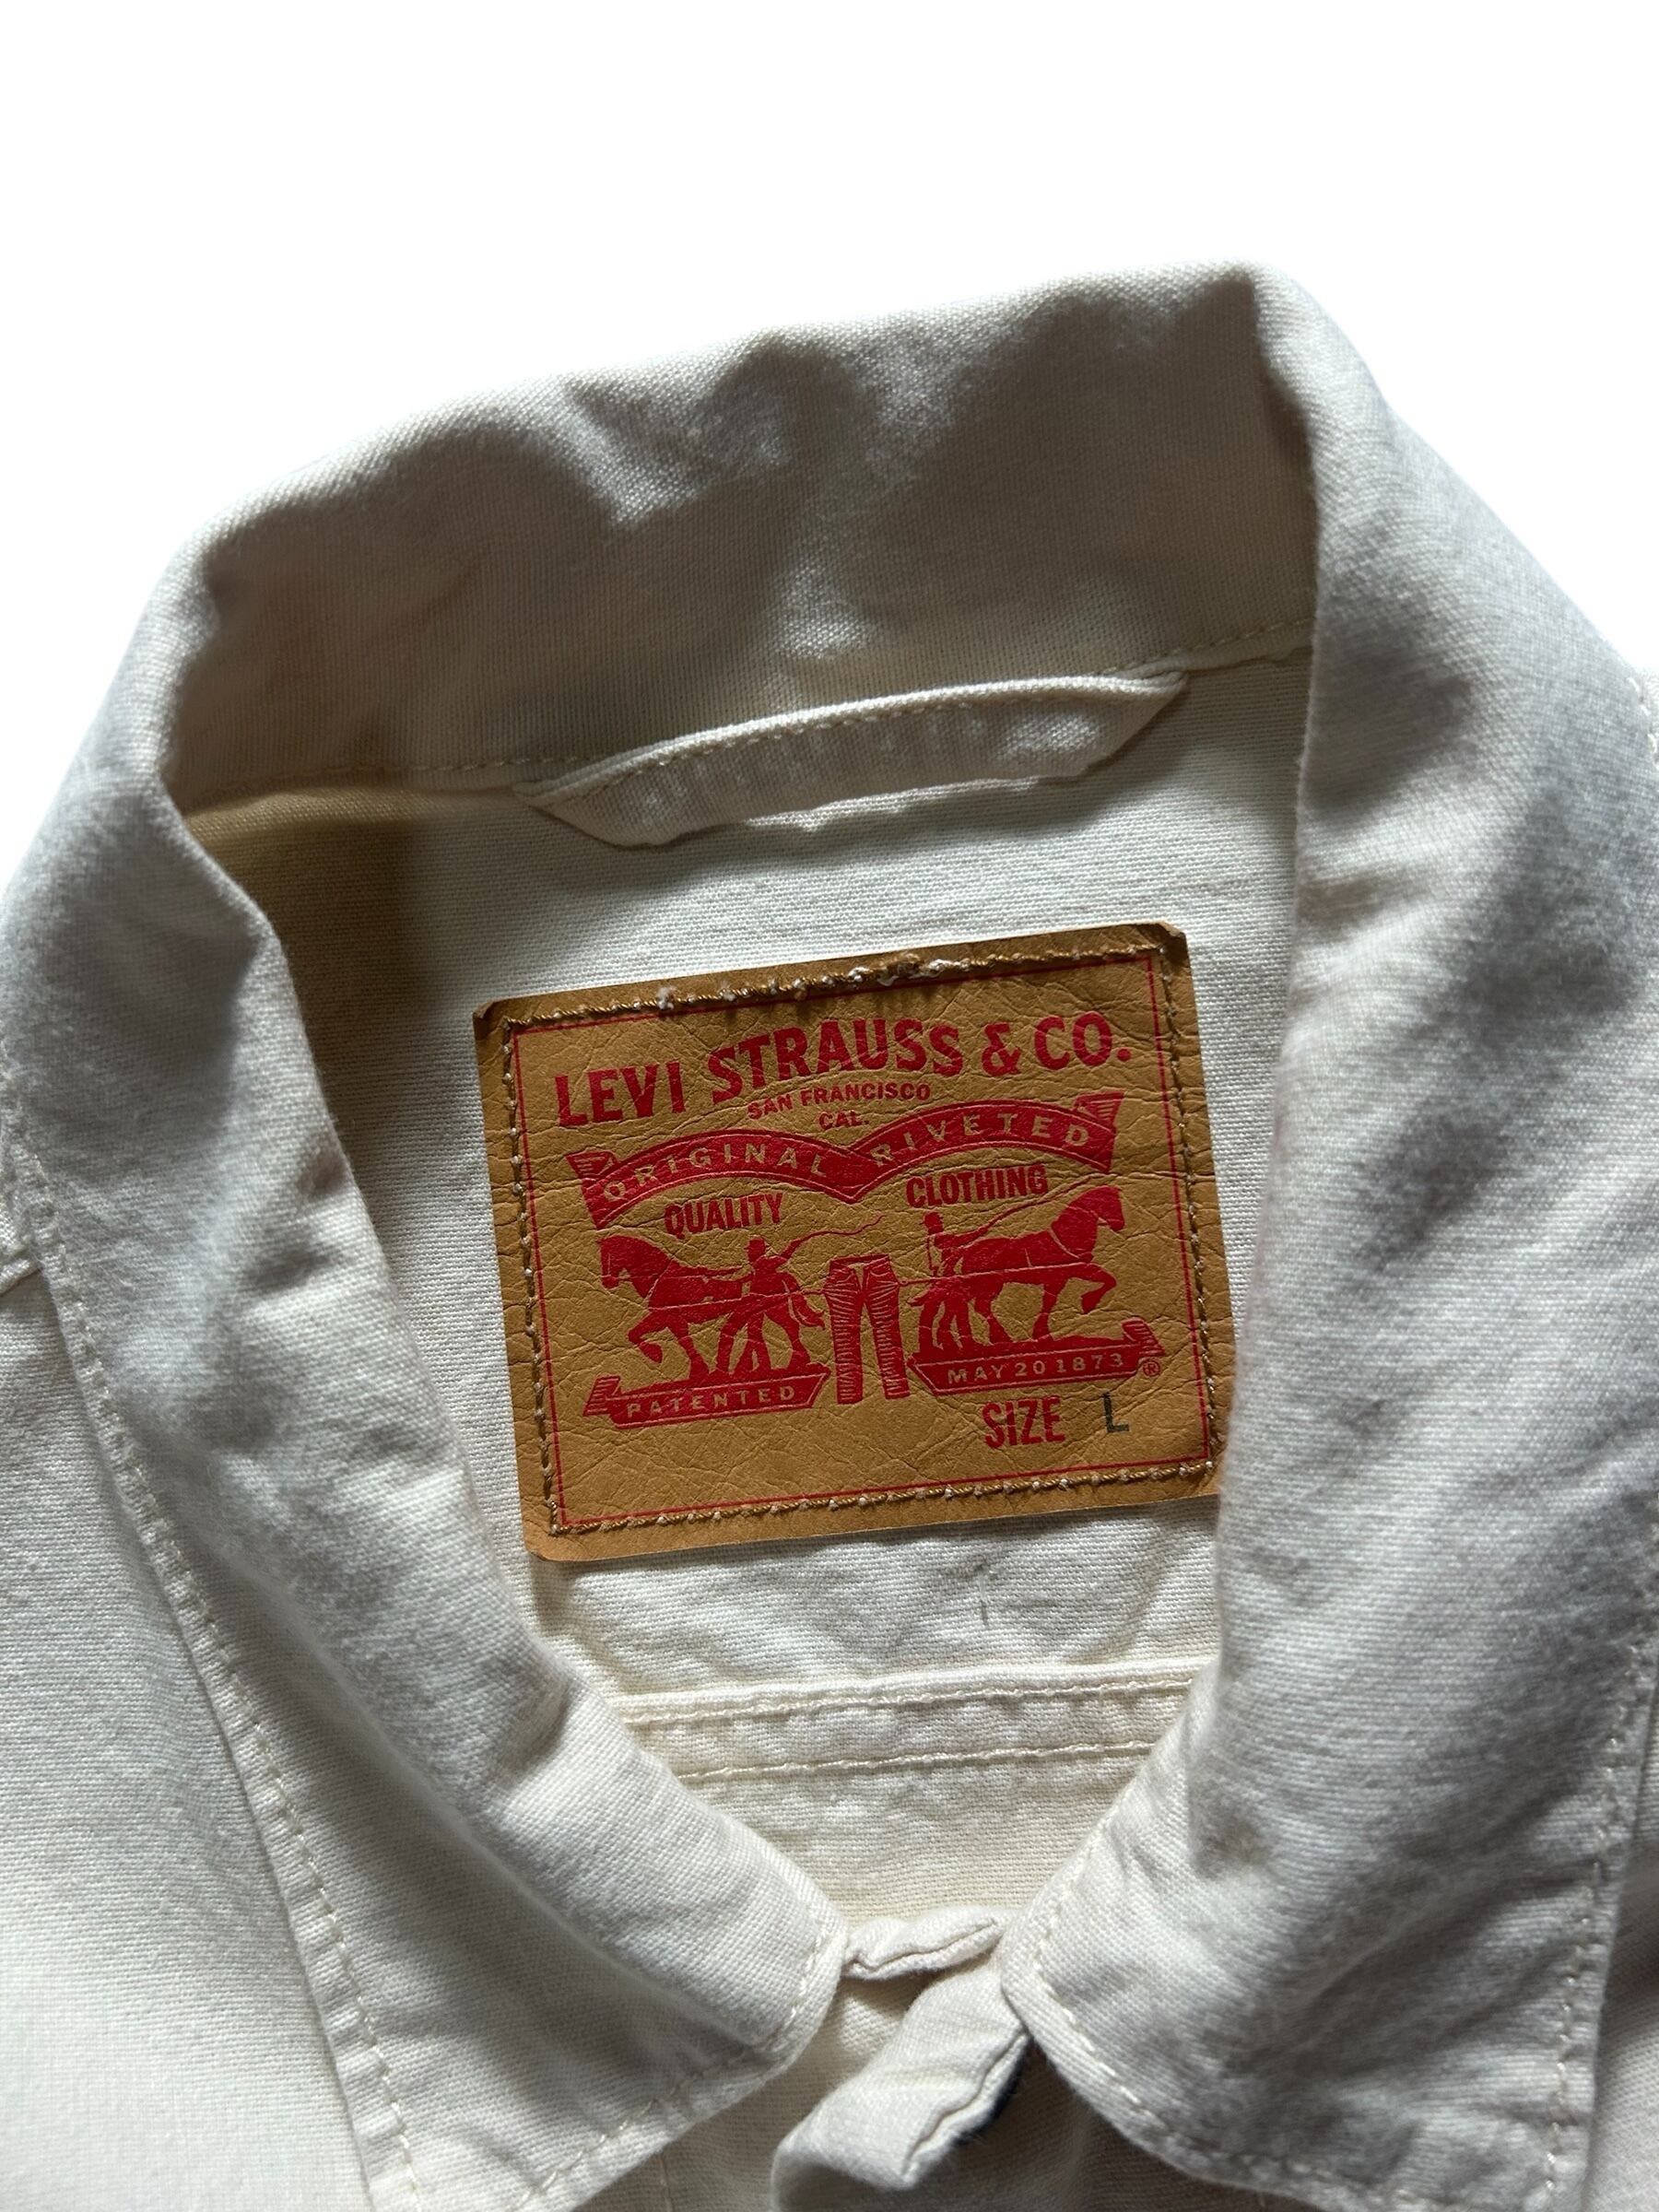 LEVI STRAUSS & CO.
SAN FRANCISCO
CAL.
ORIGINAL RIVETED
QUALITY CLOTHING
PATENTED MAY 20 1873 ®
SIZE L